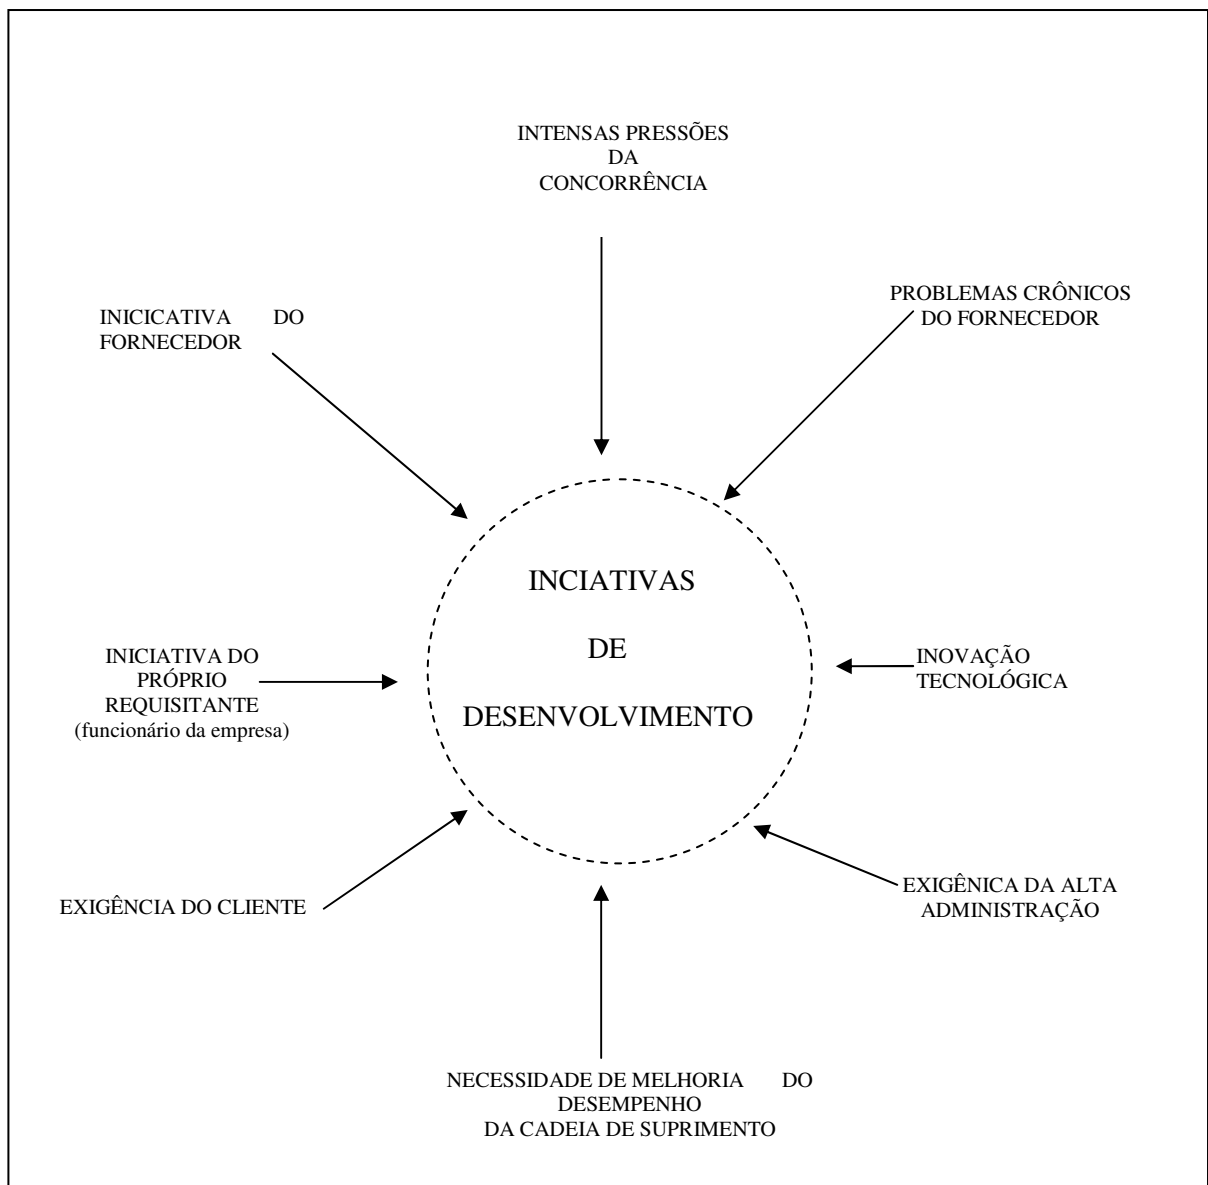 INTENSAS PRESSÕES
DA
CONCORRÊNCIA
PROBLEMAS CRÔNICOS
DO FORNECEDOR
INICICATIVA DO
FORNECEDOR
INCIATIVAS
DE
DESENVOLVIMENTO
INICIATIVA DO
PRÓPRIO
REQUISITANTE
(funcionário da empresa)
INOVAÇÃO
TECNOLÓGICA
EXIGÊNCIA DO CLIENTE
EXIGÊNICA DA ALTA
ADMINISTRAÇÃO
NECESSIDADE DE MELHORIA DO
DESEMPENHO
DA CADEIA DE SUPRIMENTO